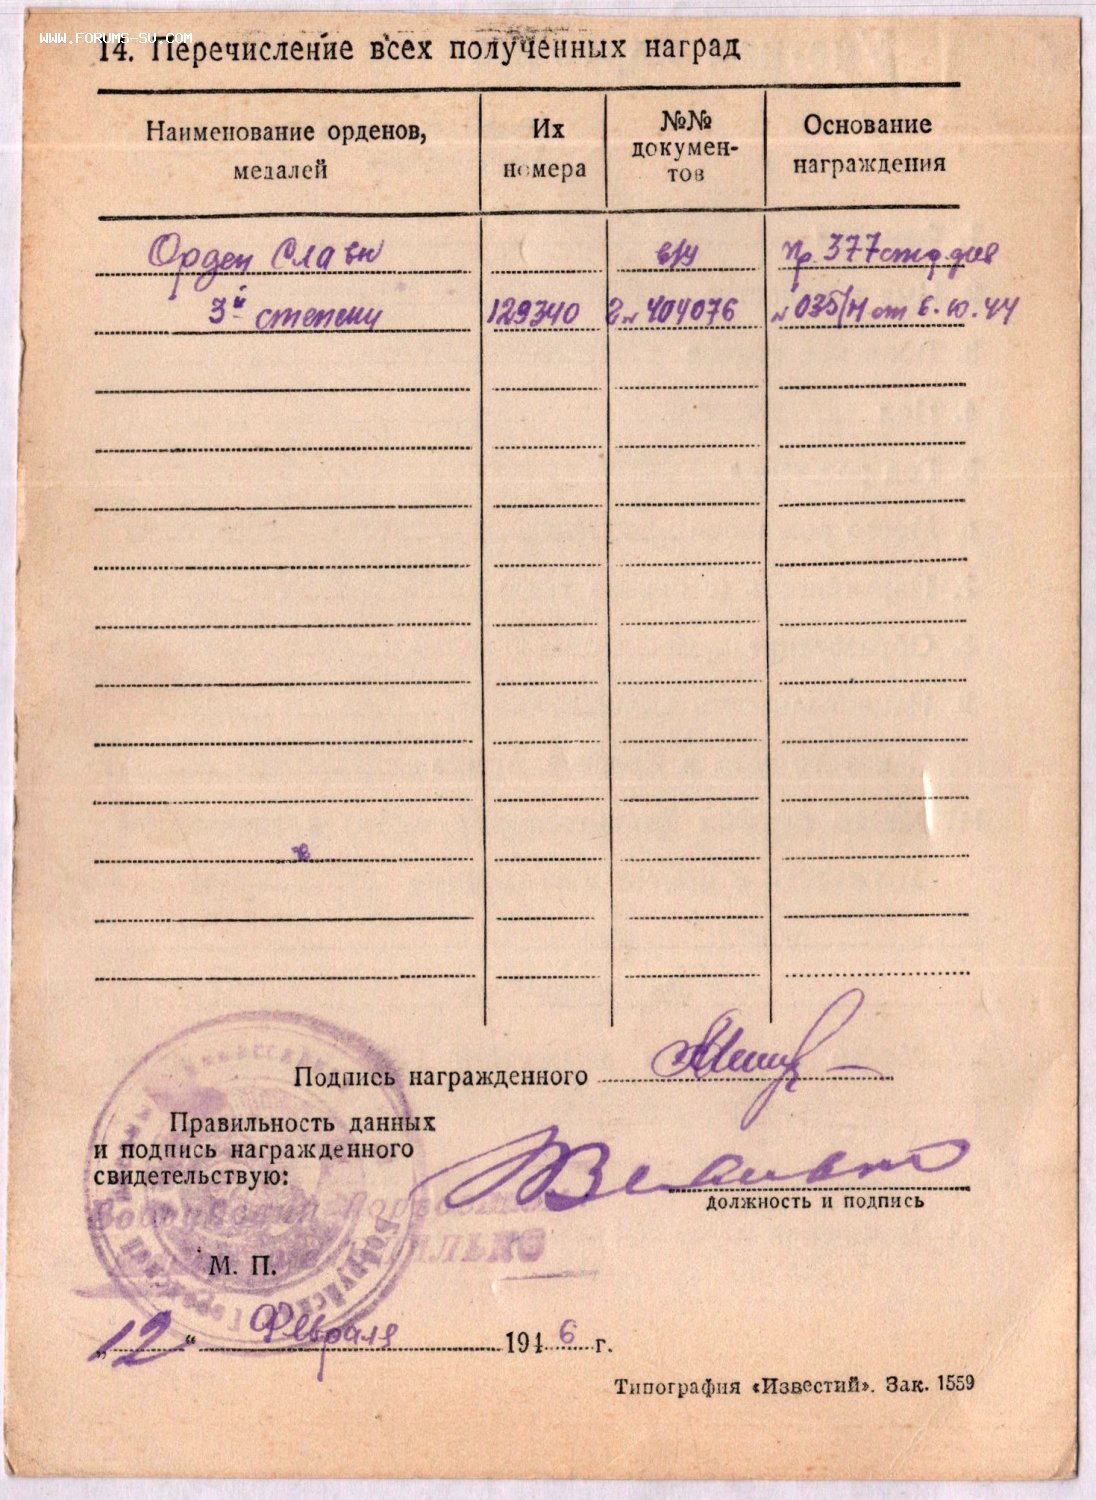 WWW.FORUMS-SU.COM
14. Перечисление всех полученных наград
Наименование орденов,
медалей
Их
номера
№№
докумен-
тов
Основание
награждения
Орден Славы
3й степени
129340
в/у
г № 404076
Пр. 377 стр. див
№ 035/н от 6.10.44
Подпись награжденного
Правильность данных
и подпись награжденного
свидетельствую:
должность и подпись
М. П.
„12“ Февраля 1946 г.
Типография «Известий». Зак. 1559